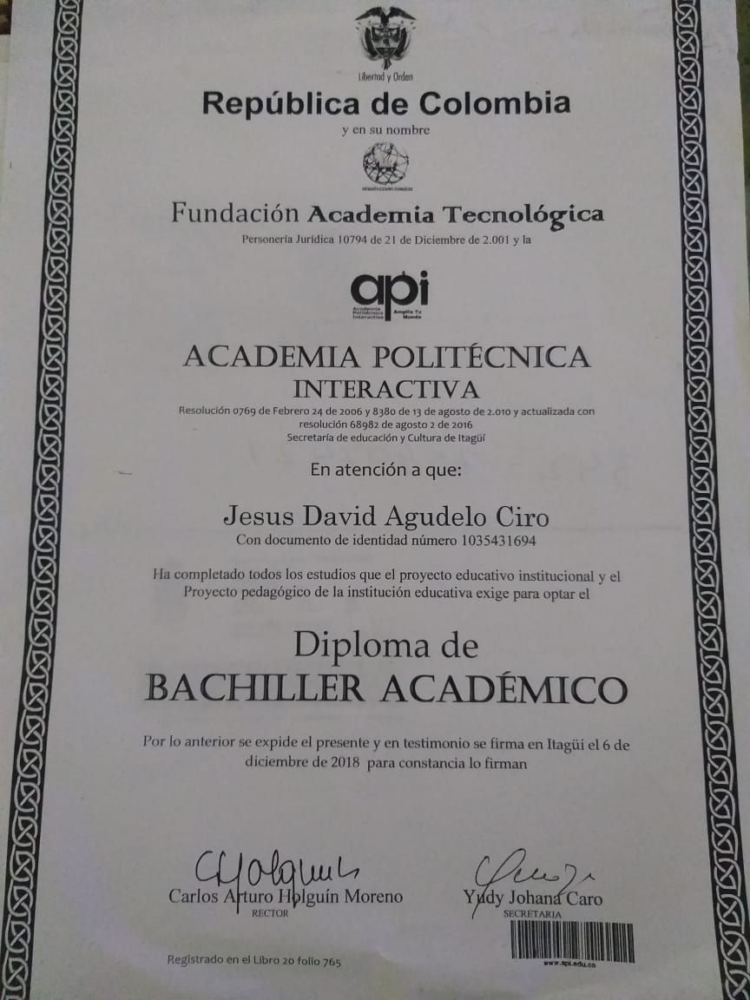 Libertad y Orden
República de Colombia
y en su nombre
Fundación Academia Tecnológica
Personería Jurídica 10794 de 21 de Diciembre de 2.001 y la
api
Academia
Politécnica
Interactiva
Amplía Tu
Mundo
ACADEMIA POLITÉCNICA
INTERACTIVA
Resolución 0769 de Febrero 24 de 2006 y 8380 de 13 de agosto de 2.010 y actualizada con
resolución 68982 de agosto 2 de 2016
Secretaría de educación y Cultura de Itagüí
En atención a que:
Jesus David Agudelo Ciro
Con documento de identidad número 1035431694
Ha completado todos los estudios que el proyecto educativo institucional y el
Proyecto pedagógico de la institución educativa exige para optar el
Diploma de
BACHILLER ACADÉMICO
Por lo anterior se expide el presente y en testimonio se firma en Itagüí el 6 de
diciembre de 2018 para constancia lo firman
Carlos Arturo Holguín Moreno
RECTOR
Yudy Johana Caro
SECRETARIA
Registrado en el Libro 20 folio 765
www.api.edu.co